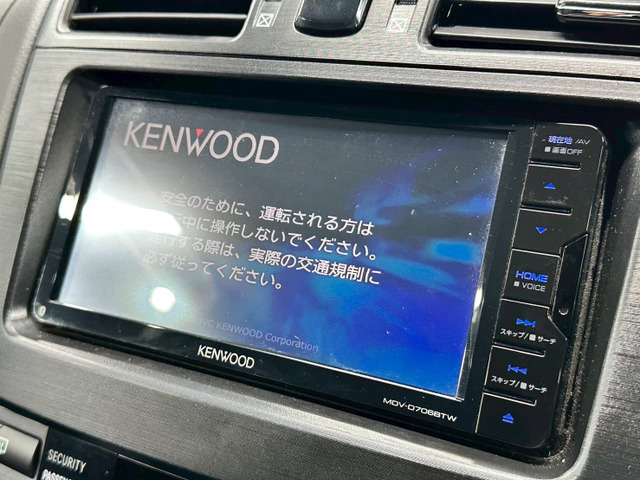 KENWOOD
安全のために、運転される方は
中に操作しないでください。
する際は、実際の交通規制に
必ず従ってください。
KENWOOD Corporation
KENWOOD
MDV-D706BTW
現在地/AV
■画面OFF
HOME
■ VOICE
スキップ/■サーチ
スキップ/■サーチ
SECURITY